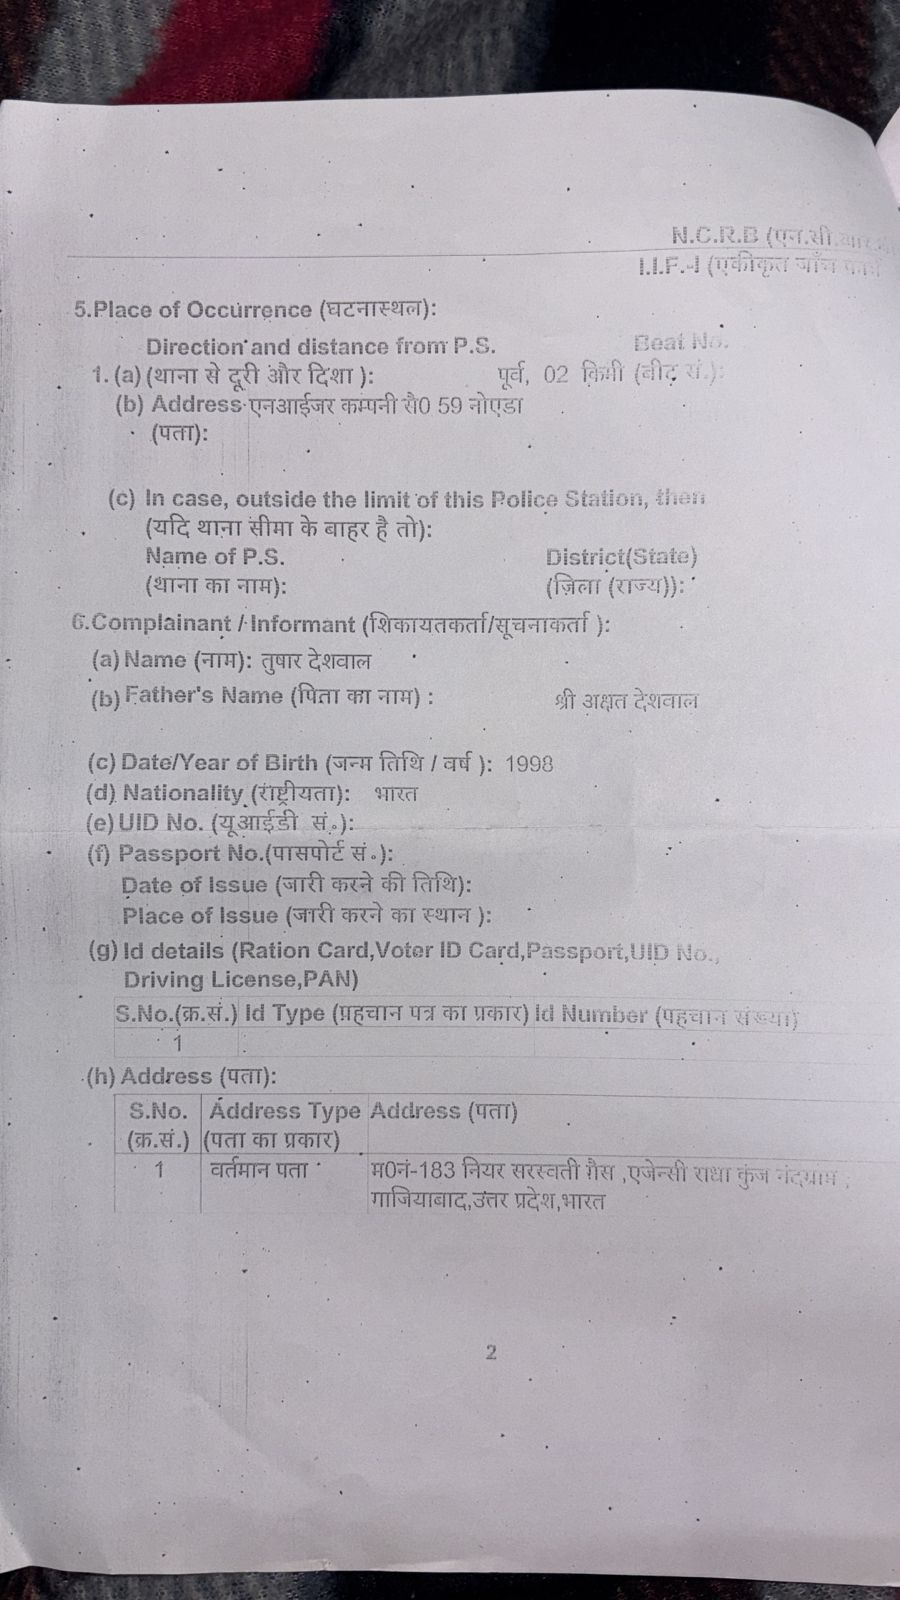 N.C.R.B (एन.सी.आर.बी
I.I.F.-I (एकीकृत जाँच फार्म
5.Place of Occurrence (घटनास्थल):
Direction and distance from P.S. Beat No.
1. (a) (थाना से दूरी और दिशा ): पूर्व, 02 किमी (बीट सं.):
(b) Address एनआईजर कम्पनी सै0 59 नोएडा
(पता):
(c) In case, outside the limit of this Police Station, then
(यदि थाना सीमा के बाहर है तो):
Name of P.S. District(State)
(थाना का नाम): (ज़िला (राज्य)):
6.Complainant / Informant (शिकायतकर्ता/सूचनाकर्ता ):
(a) Name (नाम): तुषार देशवाल
(b) Father's Name (पिता का नाम) : श्री अक्षत देशवाल
(c) Date/Year of Birth (जन्म तिथि / वर्ष ): 1998
(d) Nationality (राष्ट्रीयता): भारत
(e) UID No. (यूआईडी सं.):
(f) Passport No.(पासपोर्ट सं.):
Date of Issue (जारी करने की तिथि):
Place of Issue (जारी करने का स्थान ):
(g) Id details (Ration Card,Voter ID Card,Passport,UID No.,
Driving License,PAN)
S.No.(क्र.सं.) Id Type (पहचान पत्र का प्रकार) Id Number (पहचान संख्या)
1
(h) Address (पता):
S.No. Address Type Address (पता)
(क्र.सं.) (पता का प्रकार)
1 वर्तमान पता म0नं-183 नियर सरस्वती गैस ,एजेन्सी राधा कुंज नंदग्राम ,
गाजियाबाद,उत्तर प्रदेश,भारत
2